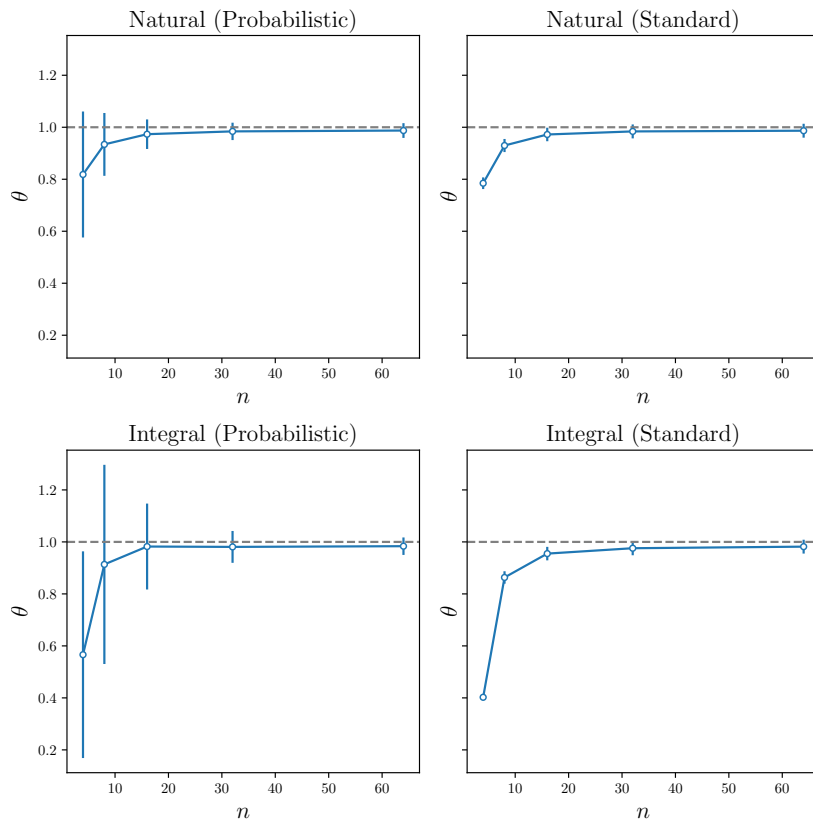 Natural (Probabilistic)
Natural (Standard)
1.2
1.0
0.8
0.6
0.4
0.2
θ
θ
10 20 30 40 50 60
10 20 30 40 50 60
n
n
Integral (Probabilistic)
Integral (Standard)
1.2
1.0
0.8
0.6
0.4
0.2
θ
θ
10 20 30 40 50 60
10 20 30 40 50 60
n
n